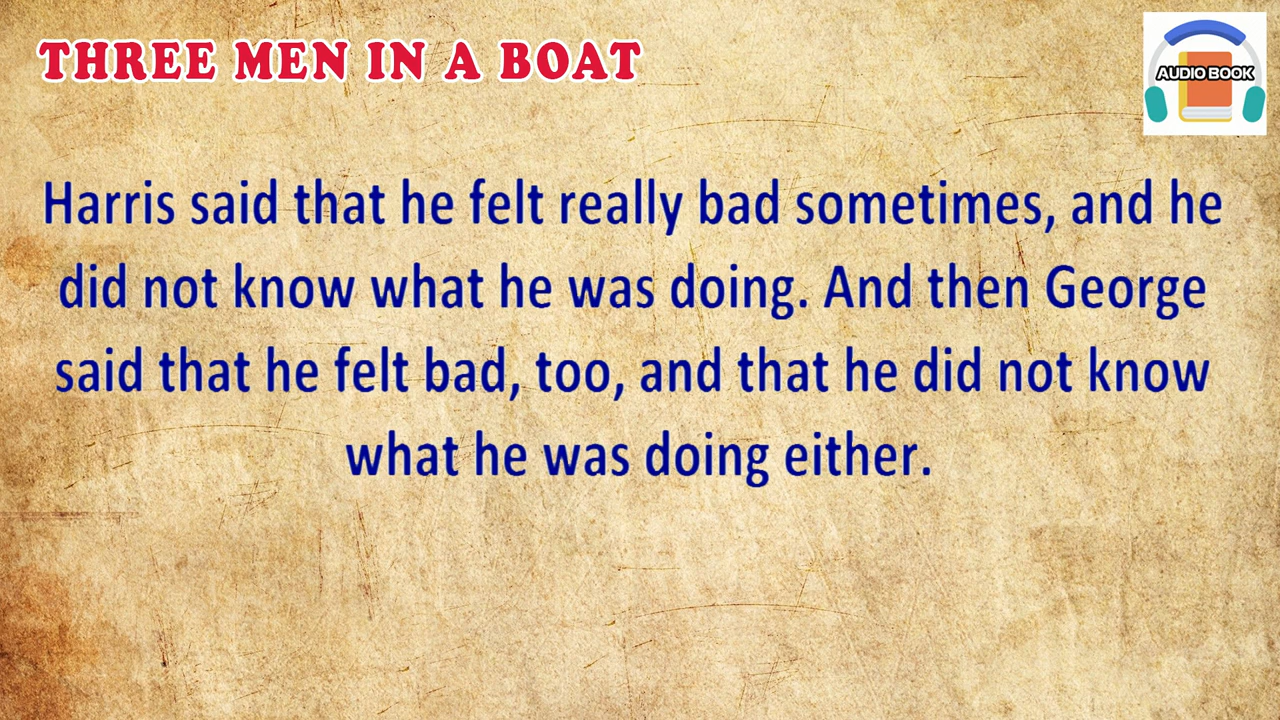 THREE MEN IN A BOAT
AUDIO BOOK
Harris said that he felt really bad sometimes, and he
did not know what he was doing. And then George
said that he felt bad, too, and that he did not know
what he was doing either.